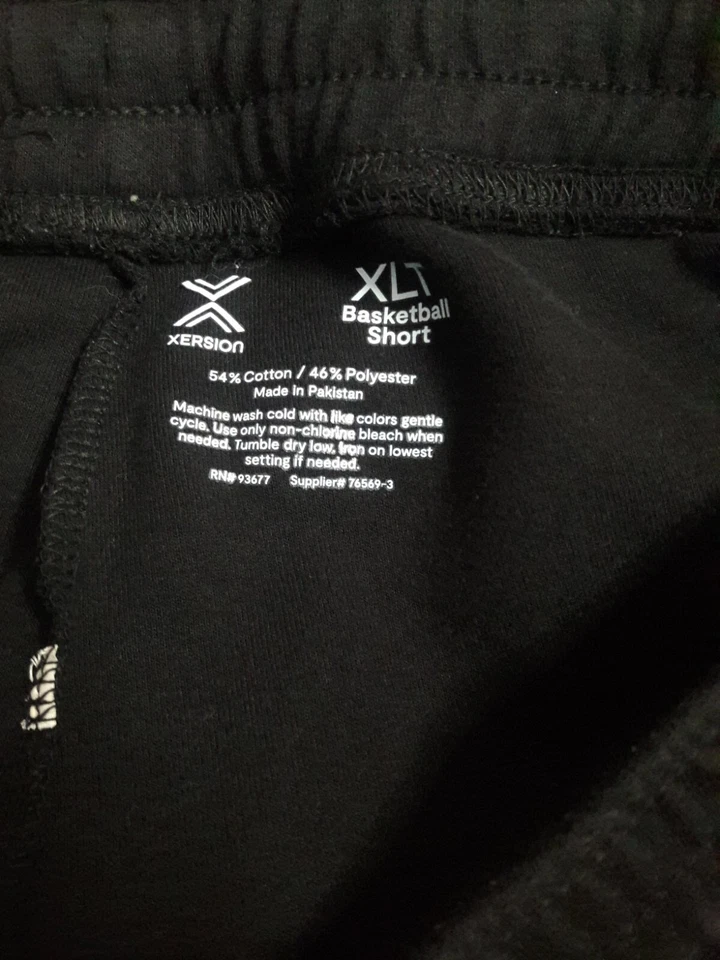 XLT
XERSION
Basketball
Short
54% Cotton / 46% Polyester
Made in Pakistan
Machine wash cold with like colors gentle
cycle. Use only non-chlorine bleach when
needed. Tumble dry low. Iron on lowest
setting if needed.
RN# 93677 Supplier# 76569-3